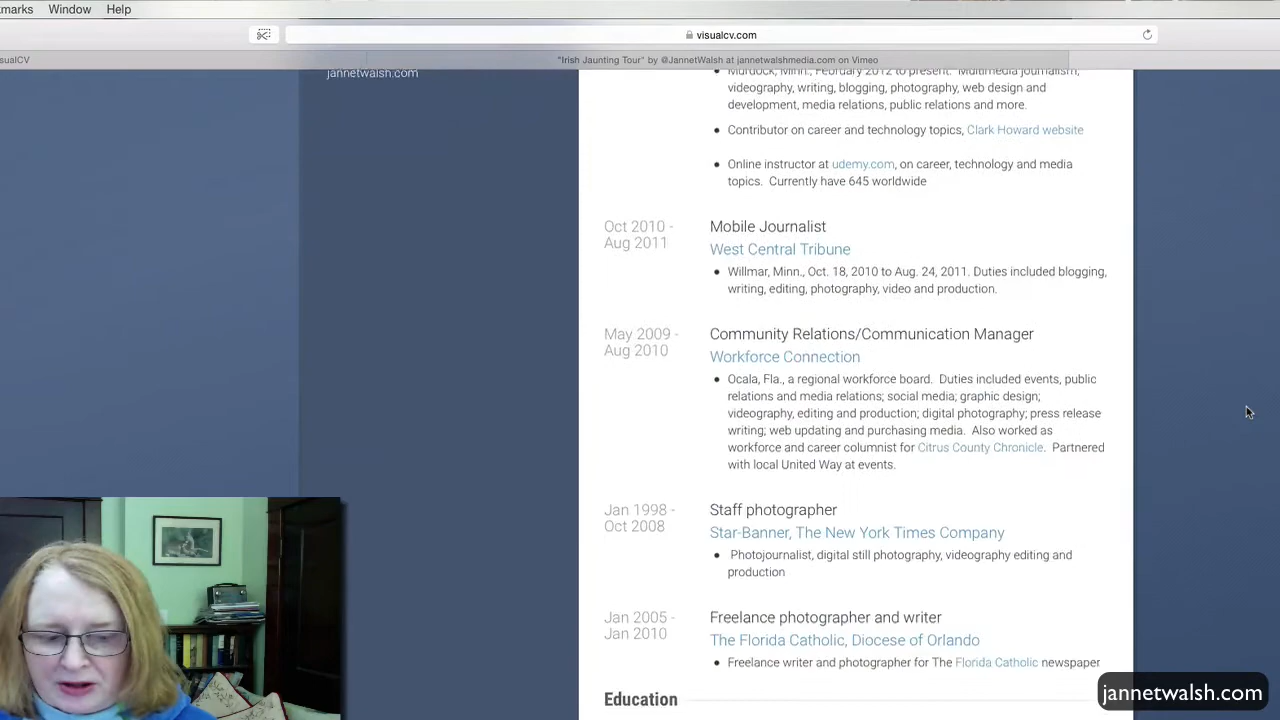 marks Window Help
visualcv.com
sualCV
"Irish Jaunting Tour" by @JannetWalsh at jannetwalshmedia.com on Vimeo
jannetwalsh.com
Murdock, Minn., February 2012 to present. Multimedia journalism,
videography, writing, blogging, photography, web design and
development, media relations, public relations and more.
Contributor on career and technology topics, Clark Howard website
Online instructor at udemy.com, on career, technology and media
topics. Currently have 645 worldwide
Oct 2010 -
Aug 2011
Mobile Journalist
West Central Tribune
Willmar, Minn., Oct. 18, 2010 to Aug. 24, 2011. Duties included blogging,
writing, editing, photography, video and production.
May 2009 -
Aug 2010
Community Relations/Communication Manager
Workforce Connection
Ocala, Fla., a regional workforce board. Duties included events, public
relations and media relations; social media; graphic design;
videography, editing and production; digital photography; press release
writing; web updating and purchasing media. Also worked as
workforce and career columnist for Citrus County Chronicle. Partnered
with local United Way at events.
Jan 1998 -
Oct 2008
Staff photographer
Star-Banner, The New York Times Company
Photojournalist, digital still photography, videography editing and
production
Jan 2005 -
Jan 2010
Freelance photographer and writer
The Florida Catholic, Diocese of Orlando
Freelance writer and photographer for The Florida Catholic newspaper
Education
jannetwalsh.com